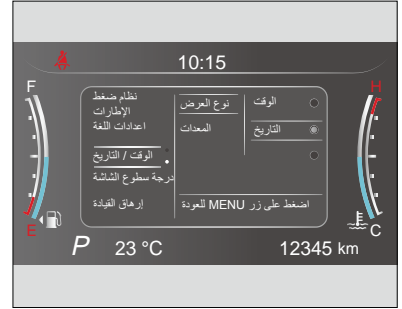 10:15
F
H
نظام ضغط
الإطارات
اعدادات اللغة
الوقت / التاريخ
درجة سطوع الشاشة
إرهاق القيادة
نوع العرض
المعدات
الوقت
التاريخ
اضغط على زر MENU للعودة
E
C
P
23 °C
12345 km